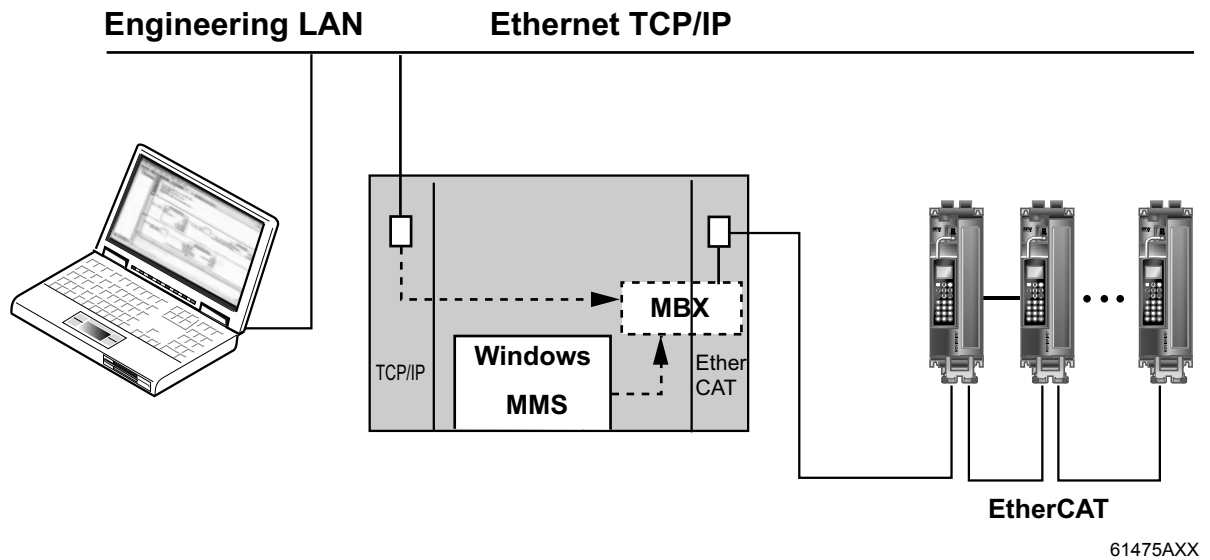 Engineering LAN
Ethernet TCP/IP
MBX
Windows
MMS
TCP/IP
Ether
CAT
EtherCAT
61475AXX